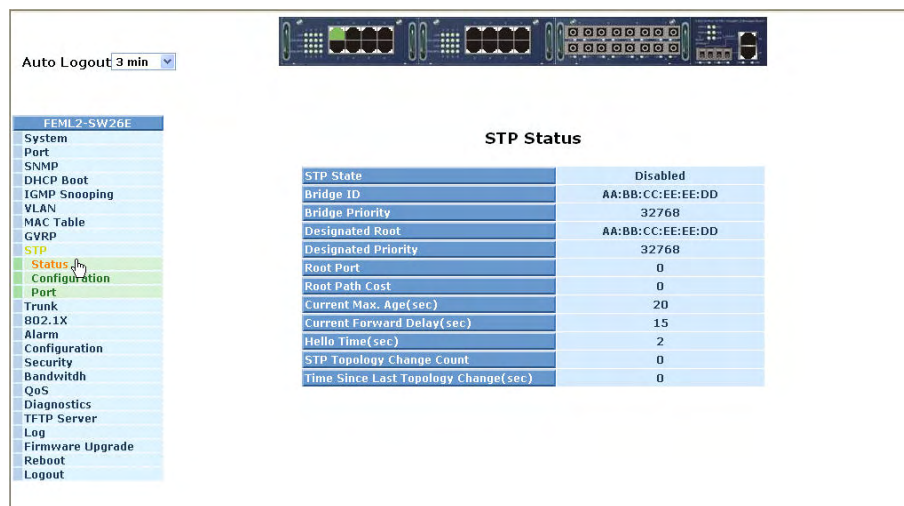 Auto Logout 3 min
FEML2-SW26E
System
Port
SNMP
DHCP Boot
IGMP Snooping
VLAN
MAC Table
GVRP
STP
Status
Configuration
Port
Trunk
802.1X
Alarm
Configuration
Security
Bandwitdh
QoS
Diagnostics
TFTP Server
Log
Firmware Upgrade
Reboot
Logout
STP Status
STP State Disabled
Bridge ID AA:BB:CC:EE:EE:DD
Bridge Priority 32768
Designated Root AA:BB:CC:EE:EE:DD
Designated Priority 32768
Root Port 0
Root Path Cost 0
Current Max. Age(sec) 20
Current Forward Delay(sec) 15
Hello Time(sec) 2
STP Topology Change Count 0
Time Since Last Topology Change(sec) 0